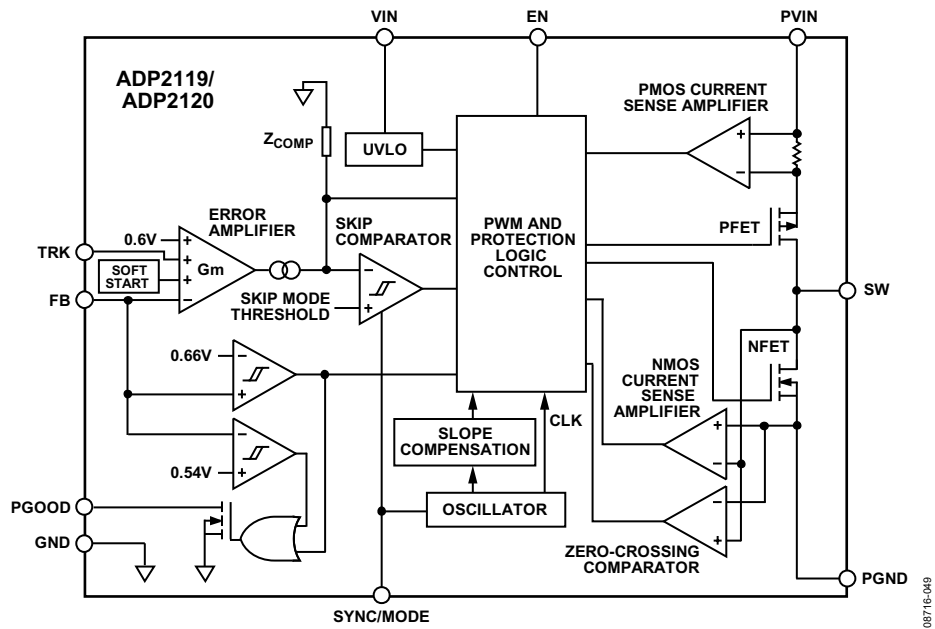 VIN
EN
PVIN
ADP2119/
ADP2120
PMOS CURRENT
SENSE AMPLIFIER
+
−
ZCOMP
UVLO
PWM AND
PROTECTION
LOGIC
CONTROL
PFET
ERROR
AMPLIFIER
SKIP
COMPARATOR
TRK
0.6V
+
+
+
−
Gm
SOFT
START
FB
−
+
SKIP MODE
THRESHOLD
SW
NFET
0.66V
−
+
NMOS
CURRENT
SENSE
AMPLIFIER
+
−
−
+
0.54V
SLOPE
COMPENSATION
CLK
OSCILLATOR
−
+
ZERO-CROSSING
COMPARATOR
PGOOD
GND
PGND
SYNC/MODE
08716-049